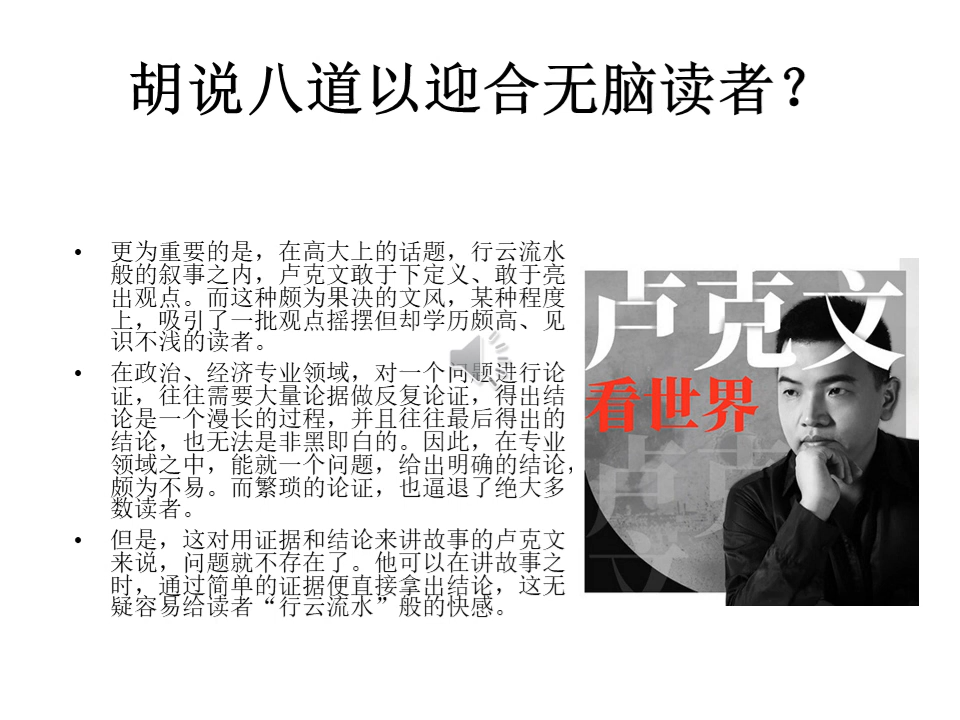 胡说八道以迎合无脑读者？
• 更为重要的是，在高大上的话题，行云流水
般的叙事之内，卢克文敢于下定义、敢于亮
出观点。而这种颇为果决的文风，某种程度
上，吸引了一批观点摇摆但却学历颇高、见
识不浅的读者。
• 在政治、经济专业领域，对一个问题进行论
证，往往需要大量论据做反复论证，得出结
论是一个漫长的过程，并且往往最后得出的
结论，也无法是非黑即白的。因此，在专业
领域之中，能就一个问题，给出明确的结论，
颇为不易。而繁琐的论证，也逼退了绝大多
数读者。
• 但是，这对用证据和结论来讲故事的卢克文
来说，问题就不存在了。他可以在讲故事之
时，通过简单的证据便直接拿出结论，这无
疑容易给读者“行云流水”般的快感。
卢克文
看世界
卢克
文